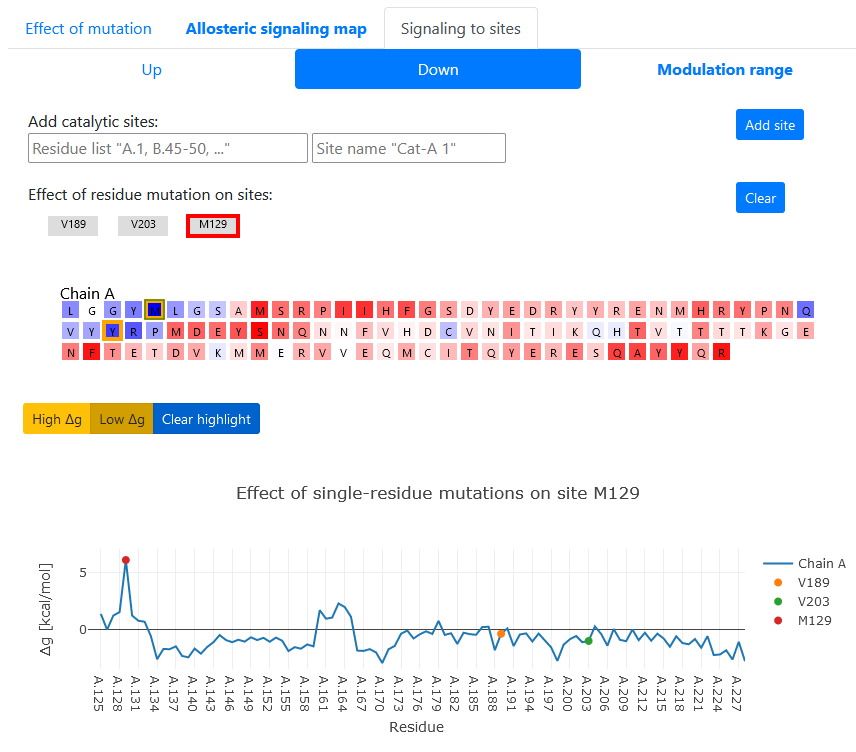 Effect of mutation
Allosteric signaling map
Signaling to sites
Up
Down
Modulation range
Add catalytic sites:
Residue list "A.1, B.45-50, ..."
Site name "Cat-A 1"
Add site
Effect of residue mutation on sites:
Clear
V189
V203
M129
Chain A
L G G Y M L G S A M S R P I I H F G S D Y E D R Y Y R E N M H R Y P N Q
V Y Y R P M D E Y S N Q N N F V H D C V N I T I K Q H T V T T T T K G E
N F T E T D V K M M E R V V E Q M C I T Q Y E R E S Q A Y Y Q R
High Δg
Low Δg
Clear highlight
Effect of single-residue mutations on site M129
Δg [kcal/mol]
5
0
A.125
A.128
A.131
A.134
A.137
A.140
A.143
A.146
A.149
A.152
A.155
A.158
A.161
A.164
A.167
A.170
A.173
A.176
A.179
A.182
A.185
A.188
A.191
A.194
A.197
A.200
A.203
A.206
A.209
A.212
A.215
A.218
A.221
A.224
A.227
Residue
Chain A
V189
V203
M129